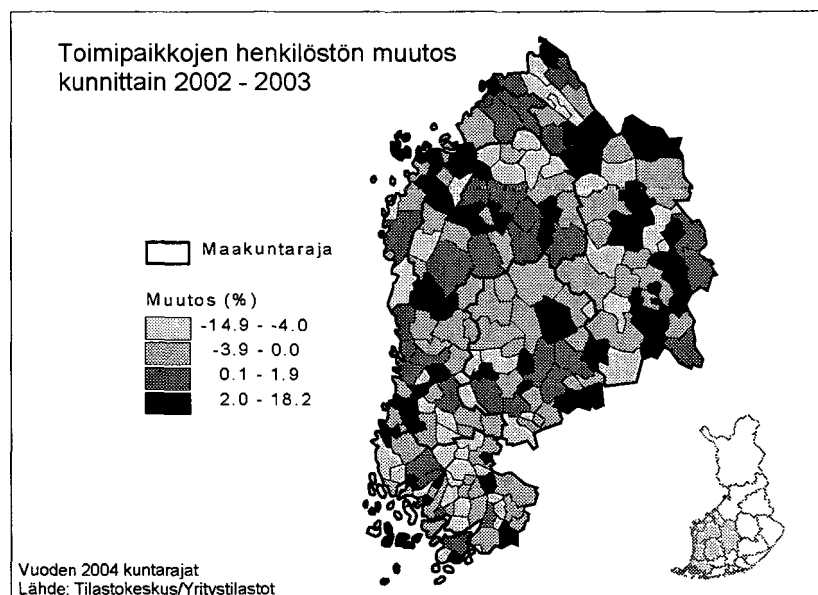 Toimipaikkojen henkilöstön muutos
kunnittain 2002 - 2003
Maakuntaraja
Muutos (%)
-14.9 - -4.0
-3.9 - 0.0
0.1 - 1.9
2.0 - 18.2
Vuoden 2004 kuntarajat
Lähde: Tilastokeskus/Yritystilastot